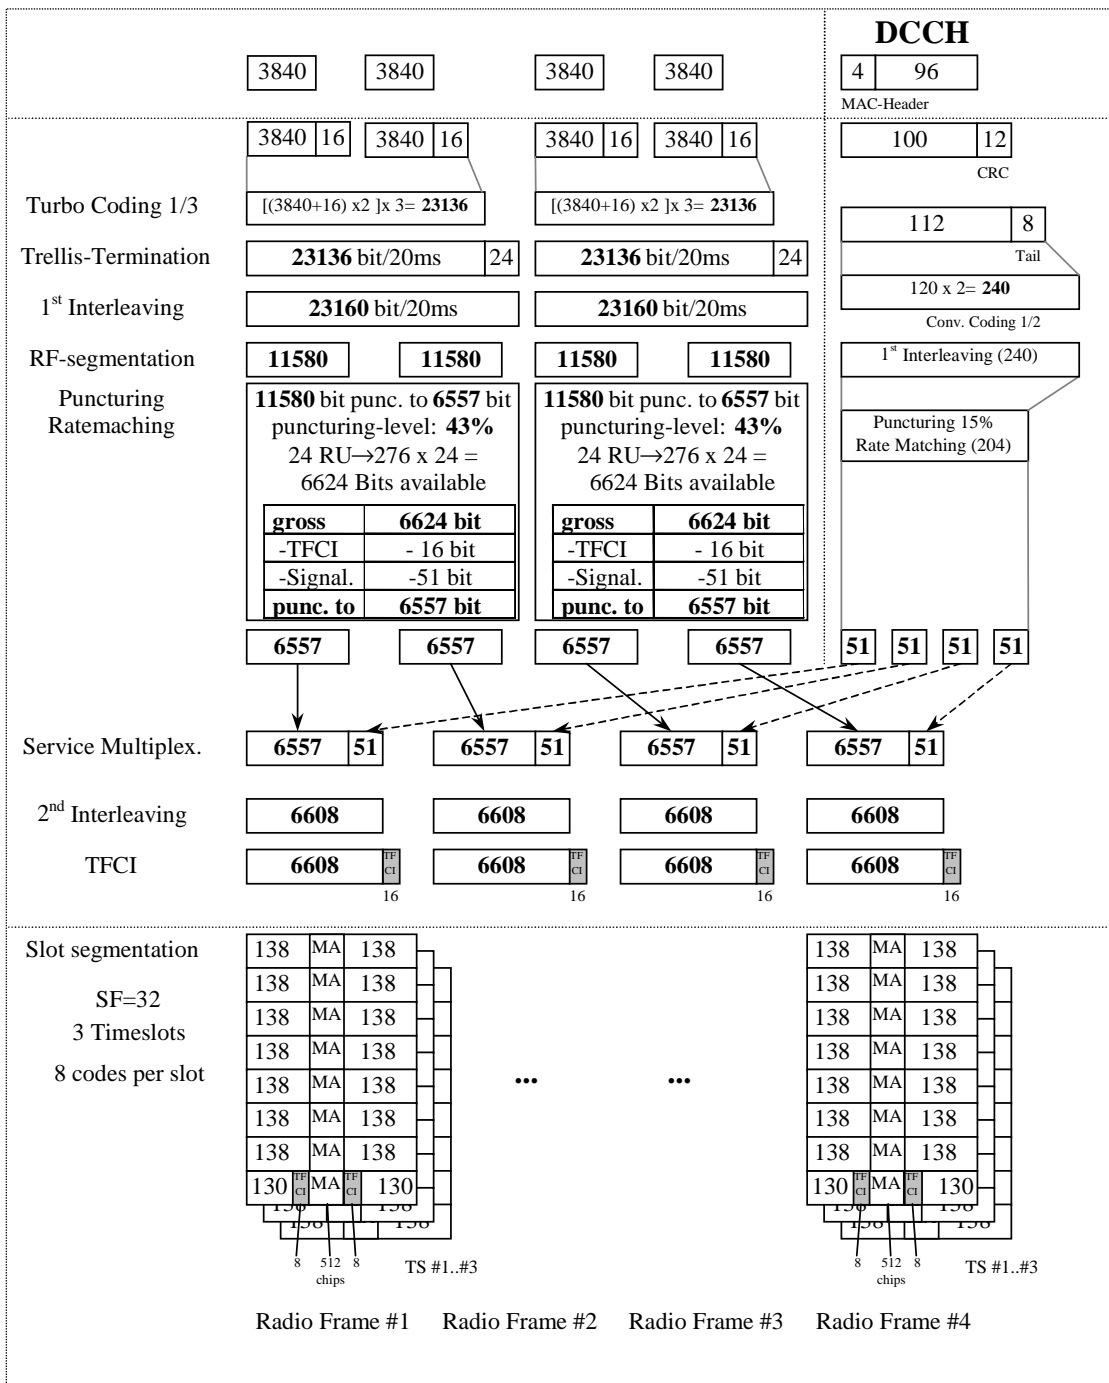 DCCH
3840 3840 3840 3840 4 96
MAC-Header
3840 16 3840 16 3840 16 3840 16 100 12
CRC
Turbo Coding 1/3 [(3840+16) x2 ]x 3= 23136 [(3840+16) x2 ]x 3= 23136
112 8
Tail
Trellis-Termination 23136 bit/20ms 24 23136 bit/20ms 24
120 x 2= 240
Conv. Coding 1/2
1st Interleaving 23160 bit/20ms 23160 bit/20ms
RF-segmentation 11580 11580 11580 11580 1st Interleaving (240)
Puncturing
Ratemaching
11580 bit punc. to 6557 bit
puncturing-level: 43%
24 RU→276 x 24 =
6624 Bits available
gross 6624 bit
-TFCI - 16 bit
-Signal. -51 bit
punc. to 6557 bit
11580 bit punc. to 6557 bit
puncturing-level: 43%
24 RU→276 x 24 =
6624 Bits available
gross 6624 bit
-TFCI - 16 bit
-Signal. -51 bit
punc. to 6557 bit
Puncturing 15%
Rate Matching (204)
6557 6557 6557 6557 51 51 51 51
Service Multiplex. 6557 51 6557 51 6557 51 6557 51
2nd Interleaving 6608 6608 6608 6608
TFCI 6608 TF CI 6608 TF CI 6608 TF CI 6608 TF CI
16 16 16 16
Slot segmentation
SF=32
3 Timeslots
8 codes per slot
138 MA 138
138 MA 138
138 MA 138
138 MA 138
138 MA 138
138 MA 138
138 MA 138
130 TF CI MA TF CI 130
138 138
138 138
8 512 8
chips
TS #1..#3
... ...
138 MA 138
138 MA 138
138 MA 138
138 MA 138
138 MA 138
138 MA 138
138 MA 138
130 TF CI MA TF CI 130
138 138
138 138
8 512 8
chips
TS #1..#3
Radio Frame #1 Radio Frame #2 Radio Frame #3 Radio Frame #4